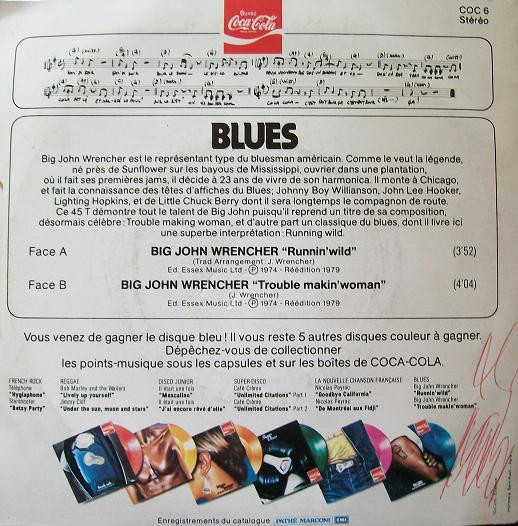 Buvez
Coca-Cola
COC 6
Stéréo
BLUES
Big John Wrencher est le représentant type du bluesman américain. Comme le veut la légende,
né près de Sunflower sur les bayous de Mississippi, ouvrier dans une plantation,
où il fait ses premières jams, il décide à 23 ans de vivre de son harmonica. Il monte à Chicago,
et fait la connaissance des têtes d'affiches du Blues; Johnny Boy Willianson, John Lee Hooker,
Lighting Hopkins, et de Little Chuck Berry dont il sera longtemps le compagnon de route.
Ce 45 T démontre tout le talent de Big John puisqu'il reprend un titre de sa composition,
désormais célèbre: Trouble making woman, et d'autre part un classique du blues, dont il livre ici
une superbe interprétation: Running wild.
Face A BIG JOHN WRENCHER "Runnin'wild" (3'52)
(Trad Arrangement: J. Wrencher)
Ed. Essex Music Ltd - Ⓟ 1974 - Réédition 1979
Face B BIG JOHN WRENCHER "Trouble makin'woman" (4'04)
(J. Wrencher)
Ed. Essex Music Ltd - Ⓟ 1974 - Réédition 1979
Vous venez de gagner le disque bleu ! Il vous reste 5 autres disques couleur à gagner.
Dépêchez-vous de collectionner
les points-musique sous les capsules et sur les boîtes de COCA-COLA.
FRENCH ROCK
Téléphone
"Hygiaphone"
Starshooter
"Betsy Party"
REGGAE
Bob Marley and the Wailers
"Lively up yourself"
Jimmy Cliff
"Under the sun, moon and stars"
DISCO JUNIOR
Il était une fois
"Mescalino"
Il était une fois
"J'ai encore rêvé d'elle"
SUPER-DISCO
Café Crème
"Unlimited Citations" Part 1
Café Crème
"Unlimited Citations" Part 2
LA NOUVELLE CHANSON FRANÇAISE
Nicolas Peyrac
"Goodbye California"
Nicolas Peyrac
"De Montréal aux Fidji"
BLUES
Big John Wrencher
"Runnin'wild"
Big John Wrencher
"Trouble makin'woman"
Enregistrements du catalogue PATHÉ MARCONI EMI